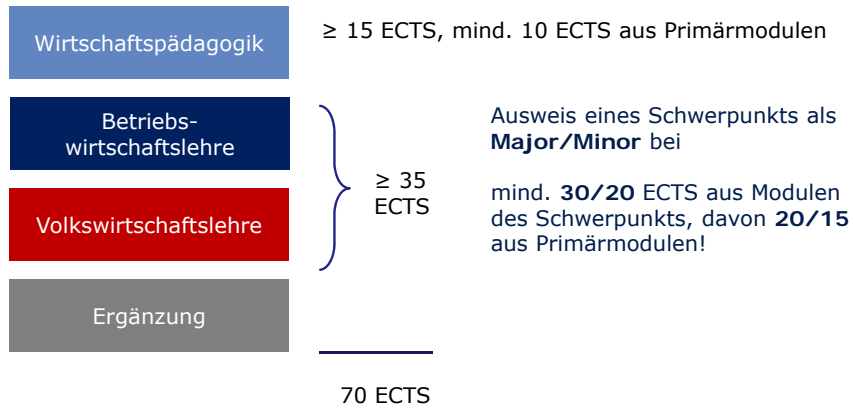 Wirtschaftspädagogik
≥ 15 ECTS, mind. 10 ECTS aus Primärmodulen
Betriebs-
wirtschaftslehre
Volkswirtschaftslehre
≥ 35
ECTS
Ausweis eines Schwerpunkts als
Major/Minor bei
mind. 30/20 ECTS aus Modulen
des Schwerpunkts, davon 20/15
aus Primärmodulen!
Ergänzung
70 ECTS